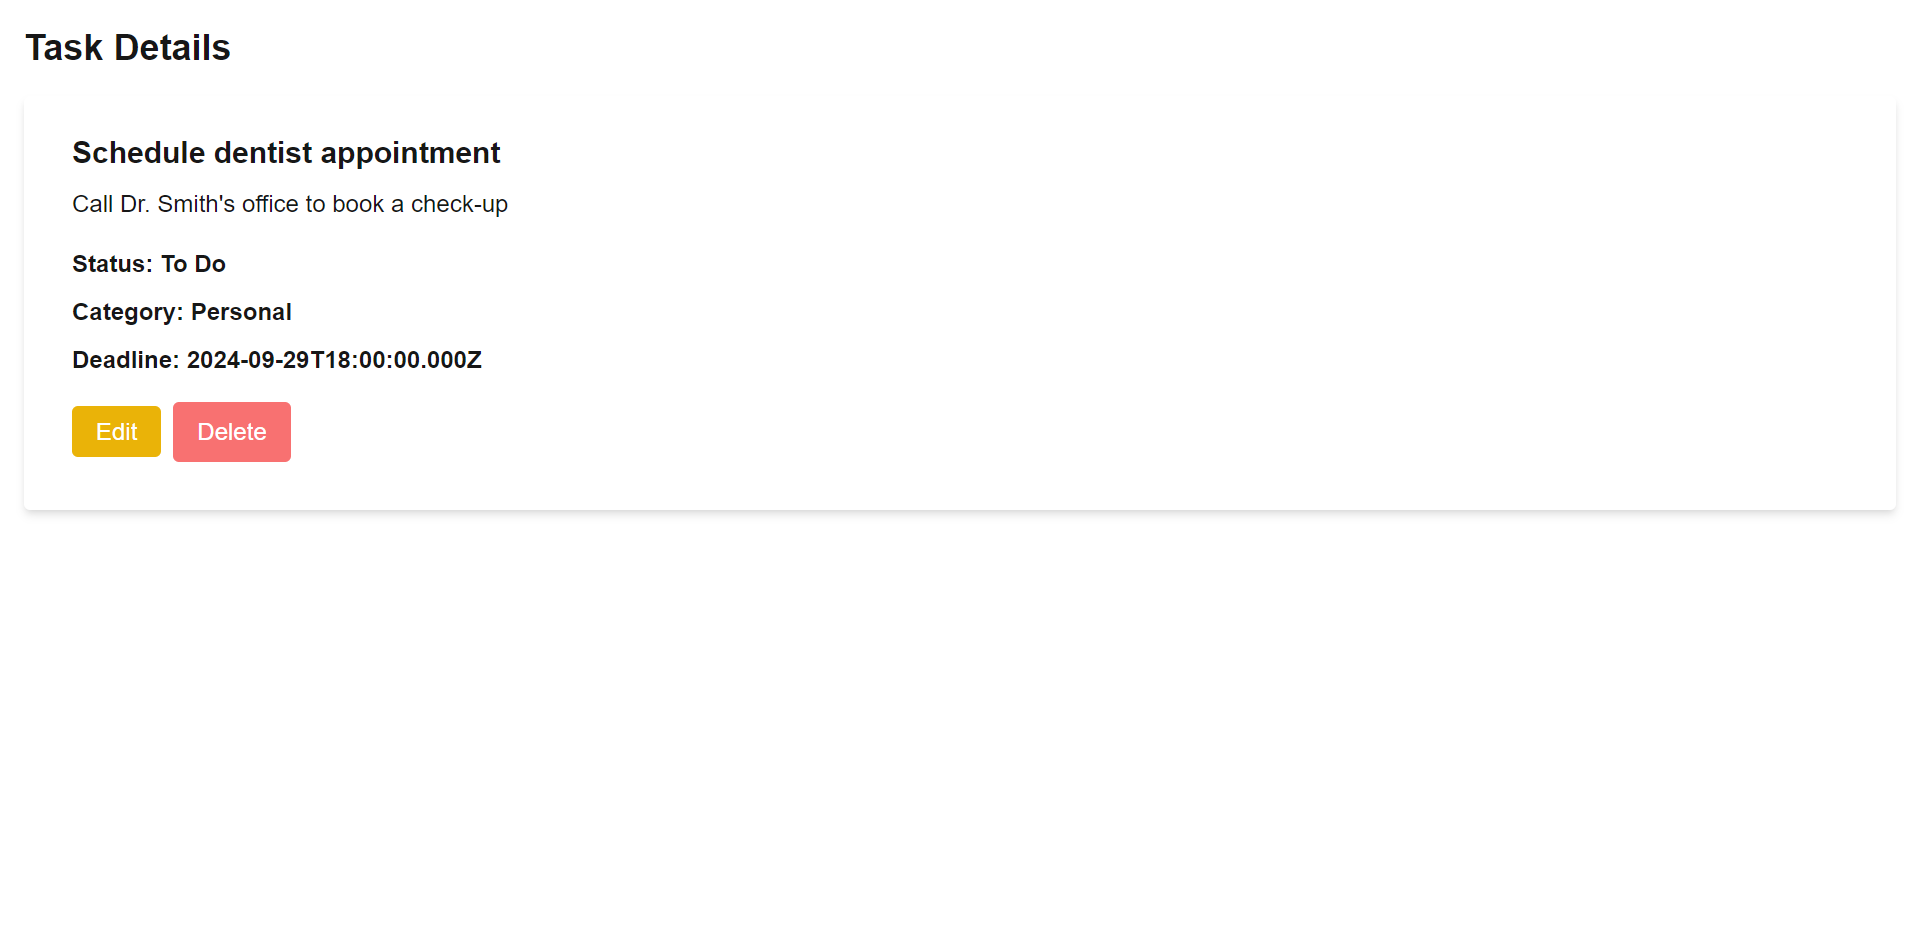 Task Details
Schedule dentist appointment
Call Dr. Smith's office to book a check-up
Status: To Do
Category: Personal
Deadline: 2024-09-29T18:00:00.000Z
Edit Delete